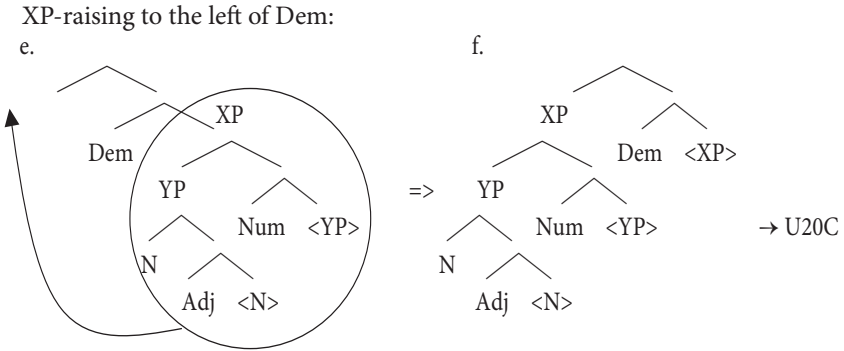 XP-raising to the left of Dem:
e. f.
XP XP
Dem Dem <XP>
YP => YP
Num <YP> Num <YP> → U20C
N N
Adj <N> Adj <N>